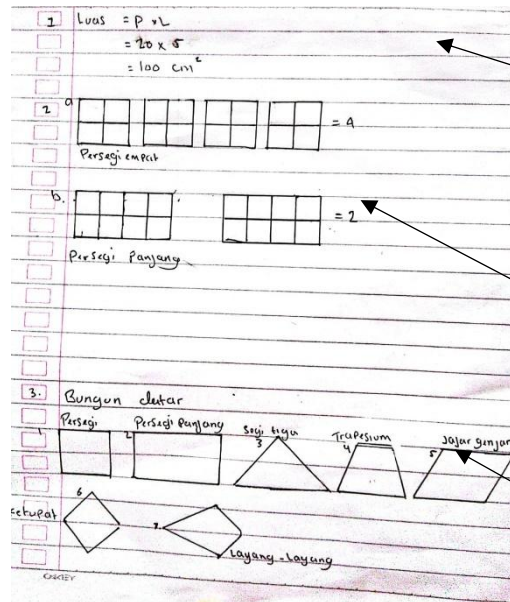 1 Luas = P x L
= 20 x 5
= 100 cm²
2 a = 4
Persegi empat
b. = 2
Persegi Panjang
3. Bangun datar
1 Persegi
2 Persegi Panjang
3 Segi tiga
4 Trapesium
5 Jajar genjang
6 Ketupat
7. Layang-Layang